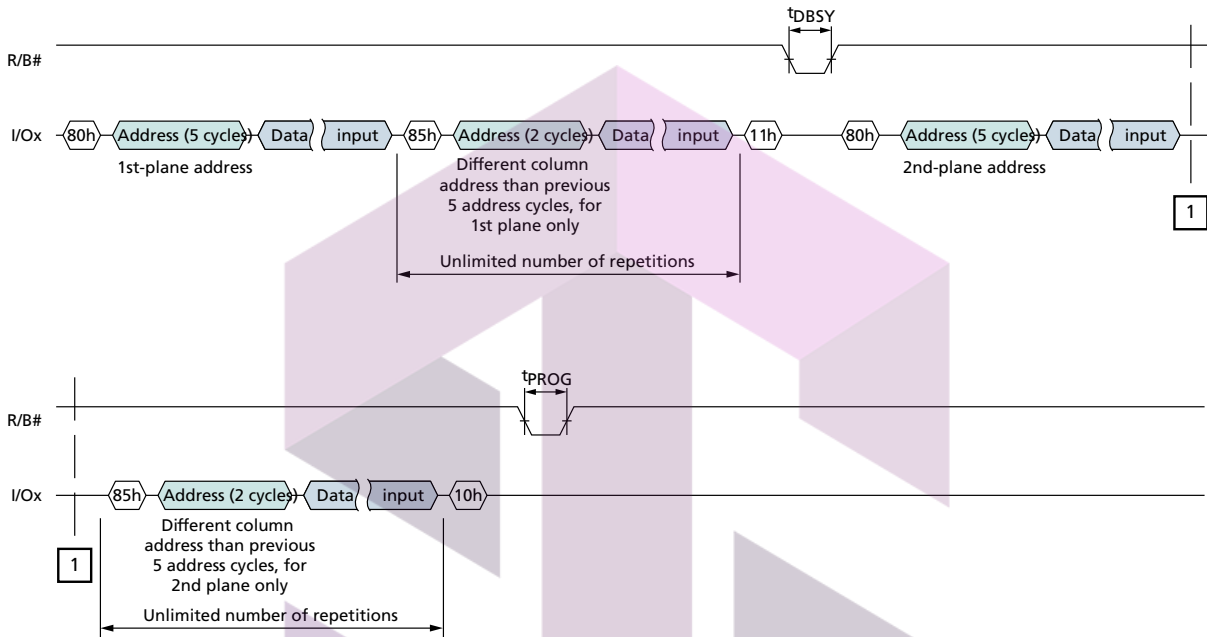 tDBSY
R/B#
I/Ox 80h Address (5 cycles) Data input 85h Address (2 cycles) Data input 11h 80h Address (5 cycles) Data input
1st-plane address
Different column
address than previous
5 address cycles, for
1st plane only
2nd-plane address
1
Unlimited number of repetitions
tPROG
R/B#
I/Ox 85h Address (2 cycles) Data input 10h
Different column
address than previous
5 address cycles, for
2nd plane only
1
Unlimited number of repetitions